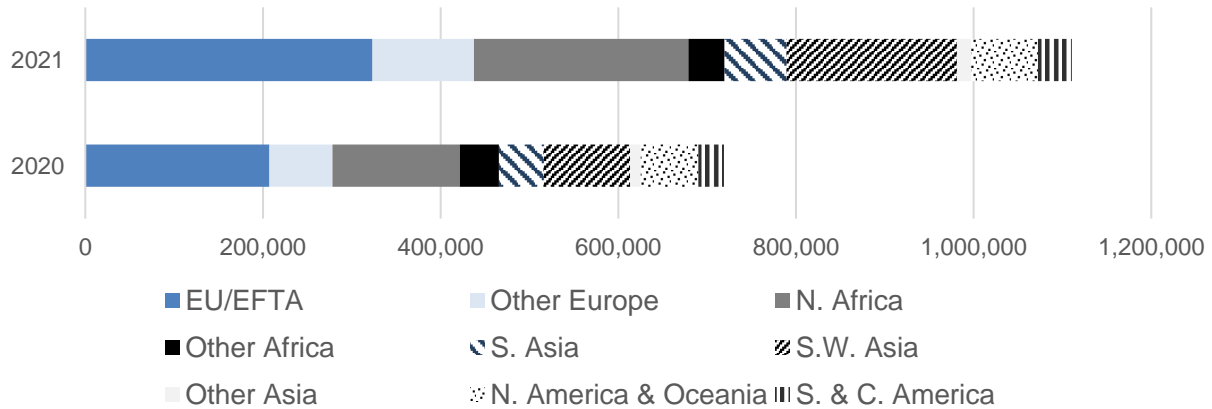 2021
2020
0 200,000 400,000 600,000 800,000 1,000,000 1,200,000
EU/EFTA Other Europe N. Africa
Other Africa S. Asia S.W. Asia
Other Asia N. America & Oceania S. & C. America